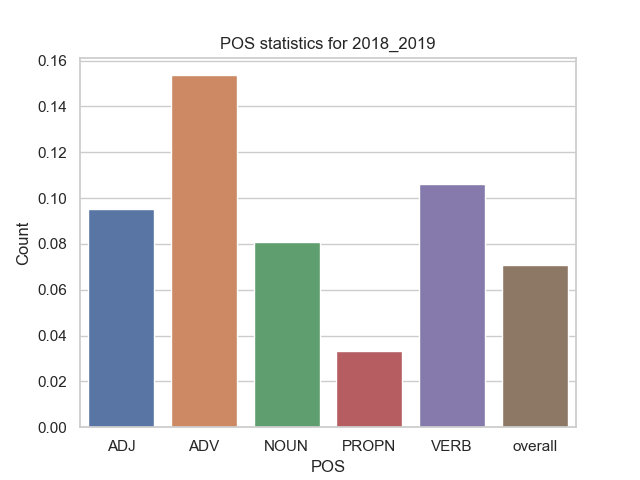 POS statistics for 2018_2019
0.16
0.14
0.12
0.10
0.08
0.06
0.04
0.02
0.00
Count
ADJ ADV NOUN PROPN VERB overall
POS